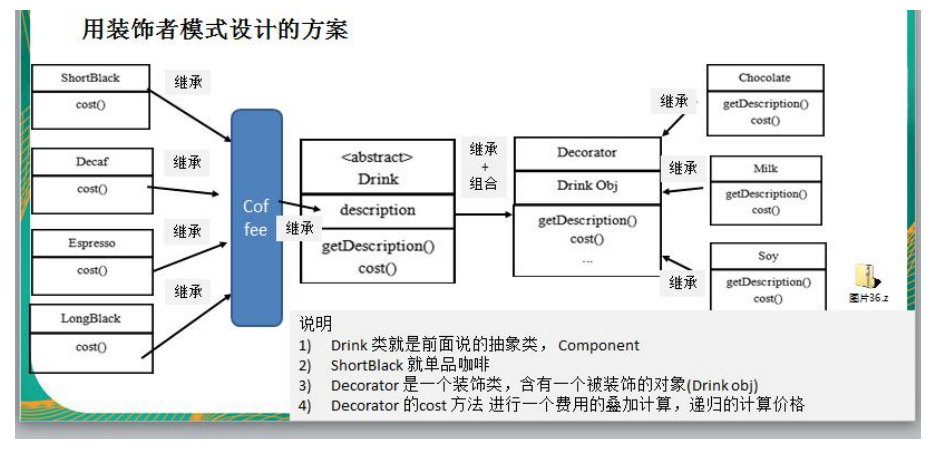 用装饰者模式设计的方案
ShortBlack
cost()
继承
Decaf
cost()
继承
Espresso
cost()
继承
LongBlack
cost()
继承
Cof
fee
继承
<abstract>
Drink
description
getDescription()
cost()
继承
+
组合
Decorator
Drink Obj
getDescription()
cost()
...
继承
Chocolate
getDescription()
cost()
继承
Milk
getDescription()
cost()
继承
Soy
getDescription()
cost()
图片36.z
说明
1) Drink 类就是前面说的抽象类， Component
2) ShortBlack 就单品咖啡
3) Decorator 是一个装饰类，含有一个被装饰的对象(Drink obj)
4) Decorator 的cost 方法 进行一个费用的叠加计算，递归的计算价格